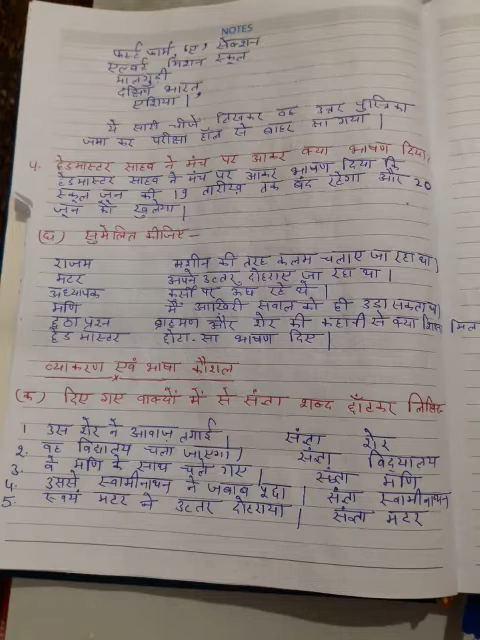 NOTES
फर्स्ट फार्म, 'ए', सेक्शन
एल्बर्ट मिशन स्कूल
मालगुडी
दक्षिण भारत,
एशिया।
ये सारी चीजें लिखकर वह उत्तर पुस्तिका
जमा कर परीक्षा हॉल से बाहर आ गया।
4. हेडमास्टर साहब ने मंच पर आकर क्या भाषण दिया,
हेडमास्टर साहब ने मंच पर आकर भाषण दिया कि
स्कूल जून की 19 तारीख तक बंद रहेगा और 20
जून को खुलेगा।
सुमेलित कीजिए-
राजम मशीन की तरह कलम चलाए जा रहा था।
मटर अपने उत्तर दोहराए जा रहा था।
अध्यापक कुर्सी पर ऊंघ रहे थे।
मणि मैं आखिरी सवाल को ही उड़ा सकता था
छठा प्रश्न ब्राह्मण और शेर की कहानी से क्या शिक्षा मिल
हेड मास्टर छोटा-सा भाषण दिए।
व्याकरण एवं भाषा कौशल
(क) दिए गए वाक्यों में से संज्ञा शब्द छाँटकर लिखिए
1 उस शेर ने आवाज लगाई। संज्ञा शेर
2. वह विद्यालय चला जाएगा। संज्ञा विद्यालय
3. वे मणि के साथ चले गए। संज्ञा मणि
4. उससे स्वामीनाथन ने जवाब पूछा। संज्ञा स्वामीनाथन
5. स्वयं मटर ने उत्तर दोहराया। संज्ञा मटर